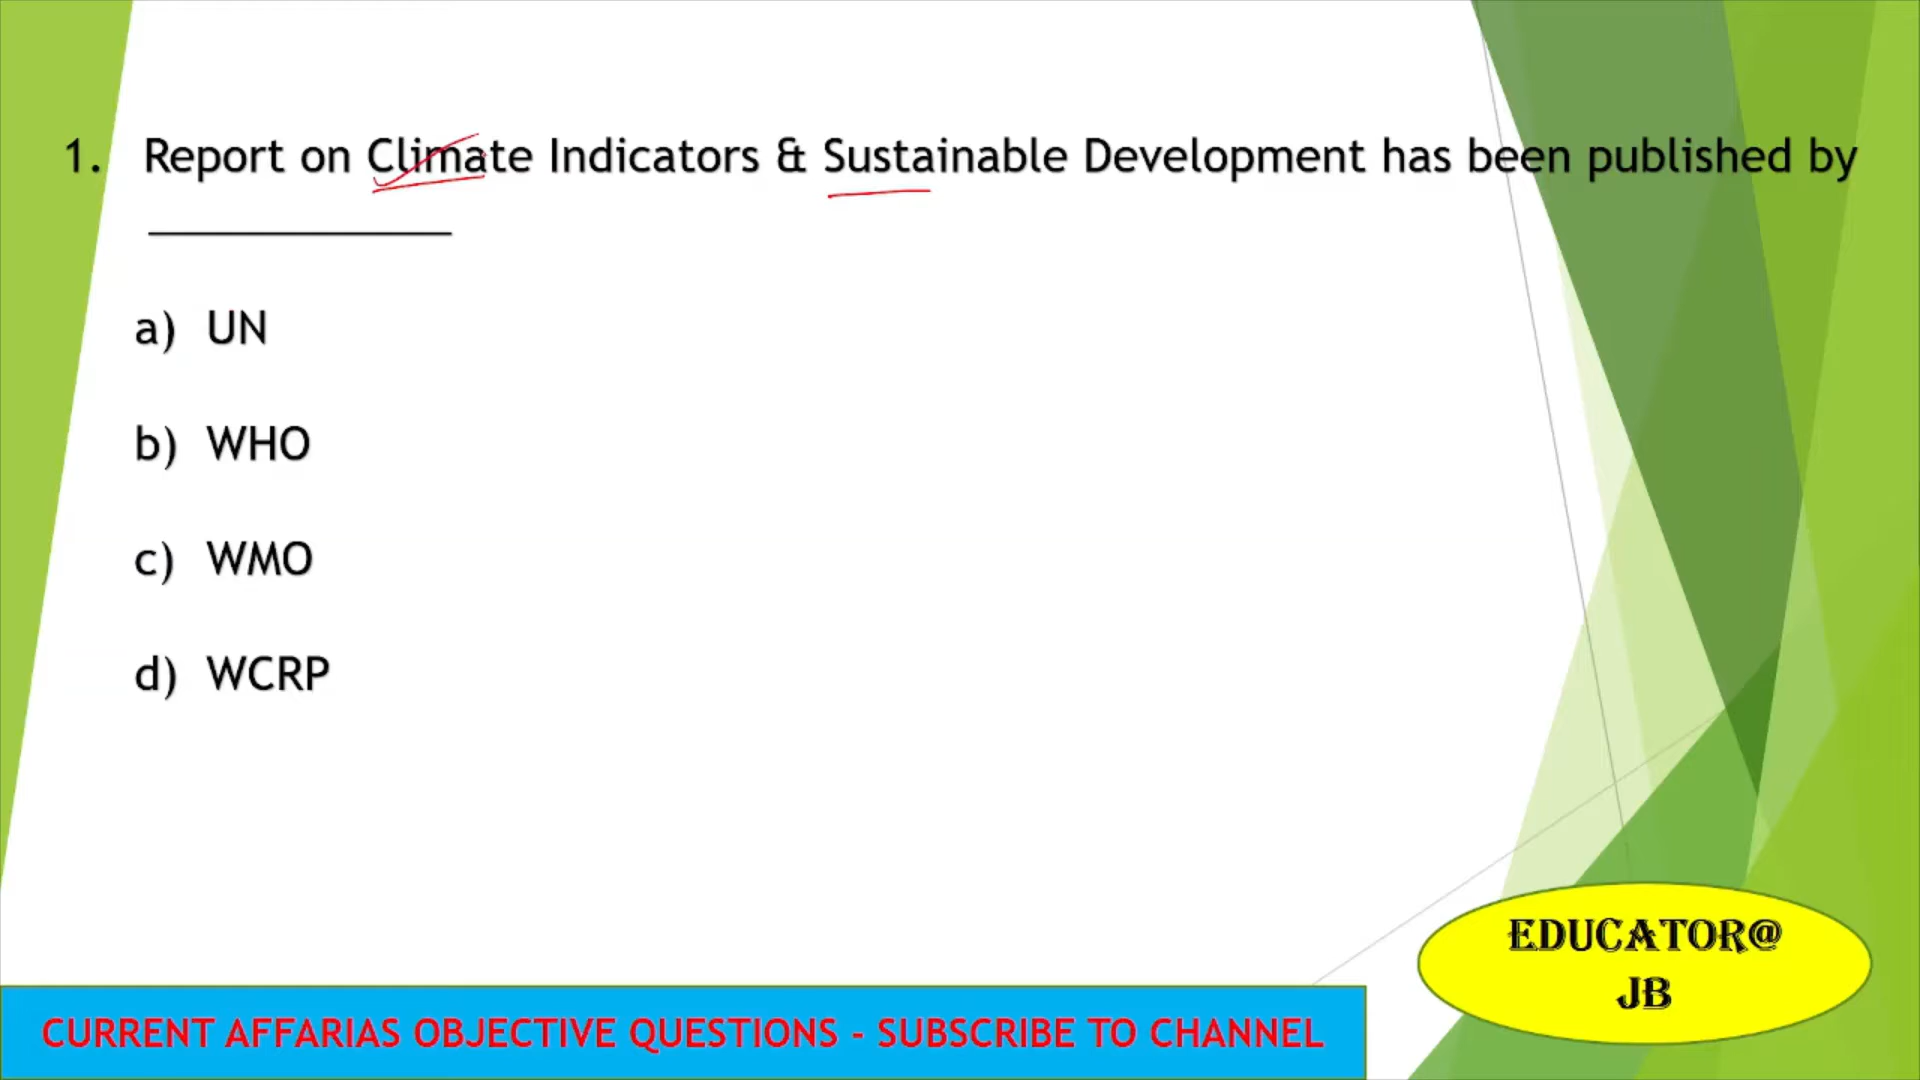 1. Report on Climate Indicators & Sustainable Development has been published by
______________
a) UN
b) WHO
c) WMO
d) WCRP
EDUCATOR@
JB
CURRENT AFFARIAS OBJECTIVE QUESTIONS - SUBSCRIBE TO CHANNEL